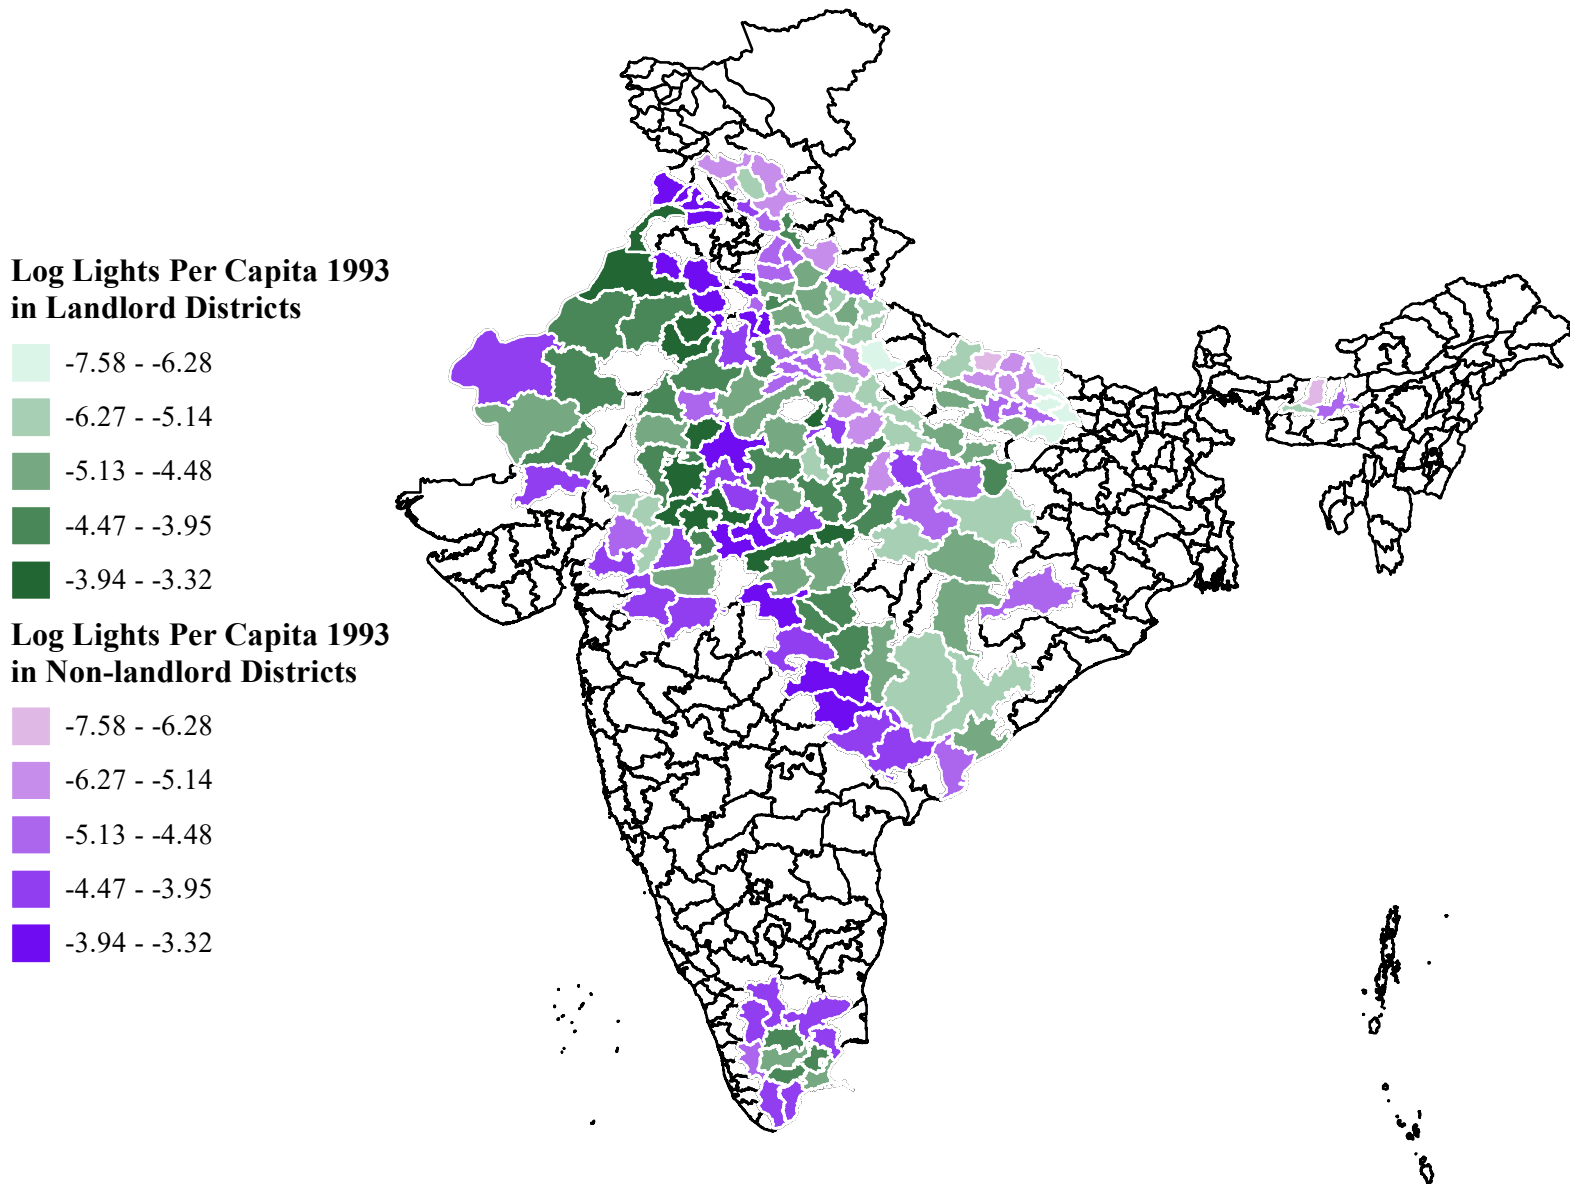 Log Lights Per Capita 1993
in Landlord Districts
-7.58 - -6.28
-6.27 - -5.14
-5.13 - -4.48
-4.47 - -3.95
-3.94 - -3.32
Log Lights Per Capita 1993
in Non-landlord Districts
-7.58 - -6.28
-6.27 - -5.14
-5.13 - -4.48
-4.47 - -3.95
-3.94 - -3.32